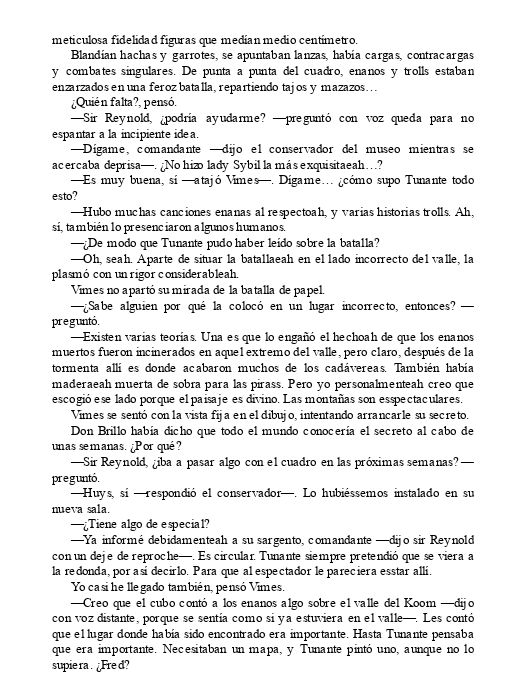 meticulosa fidelidad figuras que medían medio centímetro.
Blandían hachas y garrotes, se apuntaban lanzas, había cargas, contracargas
y combates singulares. De punta a punta del cuadro, enanos y trolls estaban
enzarzados en una feroz batalla, repartiendo tajos y mazazos…
¿Quién falta?, pensó.
—Sir Reynold, ¿podría ayudarme? —preguntó con voz queda para no
espantar a la incipiente idea.
—Dígame, comandante —dijo el conservador del museo mientras se
acercaba deprisa—. ¿No hizo lady Sybil la más exquisitaeah…?
—Es muy buena, sí —atajó Vimes—. Dígame… ¿cómo supo Tunante todo
esto?
—Hubo muchas canciones enanas al respectoah, y varias historias trolls. Ah,
sí, también lo presenciaron algunos humanos.
—¿De modo que Tunante pudo haber leído sobre la batalla?
—Oh, seah. Aparte de situar la batallaeah en el lado incorrecto del valle, la
plasmó con un rigor considerableah.
Vimes no apartó su mirada de la batalla de papel.
—¿Sabe alguien por qué la colocó en un lugar incorrecto, entonces? —
preguntó.
—Existen varias teorías. Una es que lo engañó el hechoah de que los enanos
muertos fueron incinerados en aquel extremo del valle, pero claro, después de la
tormenta allí es donde acabaron muchos de los cadávereas. También había
maderaeah muerta de sobra para las pirass. Pero yo personalmenteah creo que
escogió ese lado porque el paisaje es divino. Las montañas son esspectaculares.
Vimes se sentó con la vista fija en el dibujo, intentando arrancarle su secreto.
Don Brillo había dicho que todo el mundo conocería el secreto al cabo de
unas semanas. ¿Por qué?
—Sir Reynold, ¿iba a pasar algo con el cuadro en las próximas semanas? —
preguntó.
—Huys, sí —respondió el conservador—. Lo hubiéssemos instalado en su
nueva sala.
—¿Tiene algo de especial?
—Ya informé debidamenteah a su sargento, comandante —dijo sir Reynold
con un deje de reproche—. Es circular. Tunante siempre pretendió que se viera a
la redonda, por así decirlo. Para que al espectador le pareciera esstar allí.
Yo casi he llegado también, pensó Vimes.
—Creo que el cubo contó a los enanos algo sobre el valle del Koom —dijo
con voz distante, porque se sentía como si ya estuviera en el valle—. Les contó
que el lugar donde había sido encontrado era importante. Hasta Tunante pensaba
que era importante. Necesitaban un mapa, y Tunante pintó uno, aunque no lo
supiera. ¿Fred?